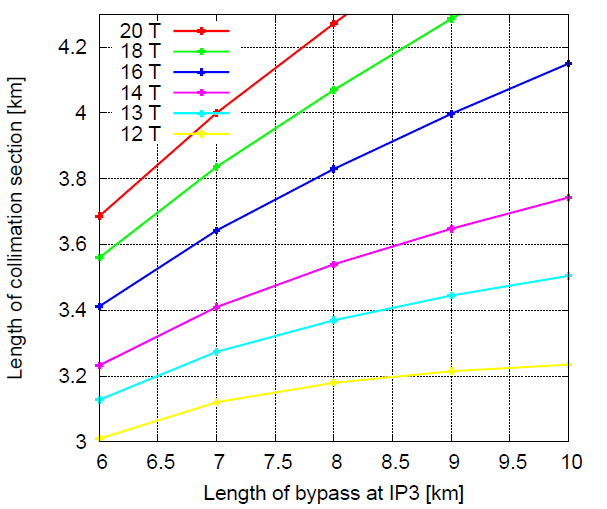 20 T
18 T
16 T
14 T
13 T
12 T
4.2
4
3.8
3.6
3.4
3.2
3
Length of collimation section [km]
6 6.5 7 7.5 8 8.5 9 9.5 10
Length of bypass at IP3 [km]